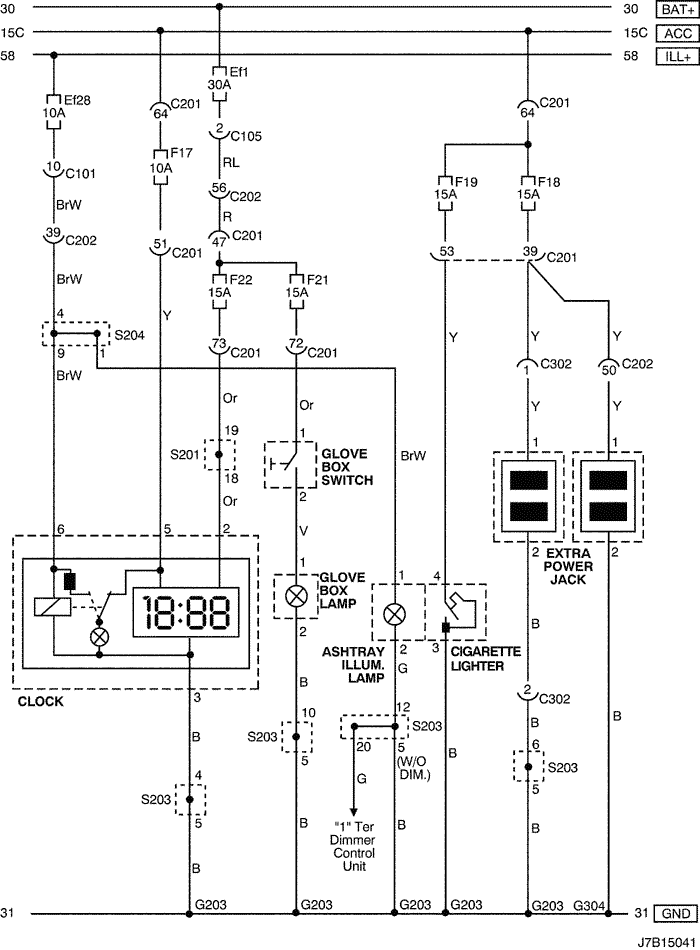 30 30 BAT+
15C 15C ACC
58 58 ILL+
Ef1
30A
Ef28
10A
64 C201
64 C201
2 C105
F17
10A
RL
10 C101
F19
15A
F18
15A
56 C202
BrW
R
39 C202
51 C201
47 C201
53 39 C201
BrW
F22
15A
F21
15A
4
Y
S204
9 1
Y Y Y
73 C201
72 C201
C302
1
50 C202
BrW
Or
Or
Y Y
19
S201
18
1
GLOVE
BOX
SWITCH
BrW
1 1
2
Or
6 5 2
V
2 2
EXTRA
POWER
JACK
1
GLOVE
BOX
LAMP
1 4
18:88
2
B
ASHTRAY
ILLUM.
LAMP
2
G
3
CIGARETTE
LIGHTER
CLOCK
3
B
2 C302
10
S203
5
12
S203
20 5
(W/O
DIM.)
B
B
B
B
6
S203
5
4
S203
5
G
B
B
B
"1" Ter
Dimmer
Control
Unit
B
B
31 G203 G203 G203 G203 G203 G304 31 GND
J7B15041